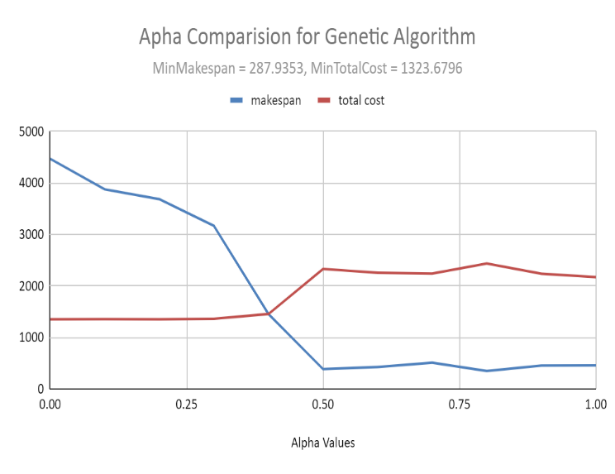 Apha Comparision for Genetic Algorithm
MinMakespan = 287.9353, MinTotalCost = 1323.6796
makespan total cost
5000
4000
3000
2000
1000
0
0.00 0.25 0.50 0.75 1.00
Alpha Values